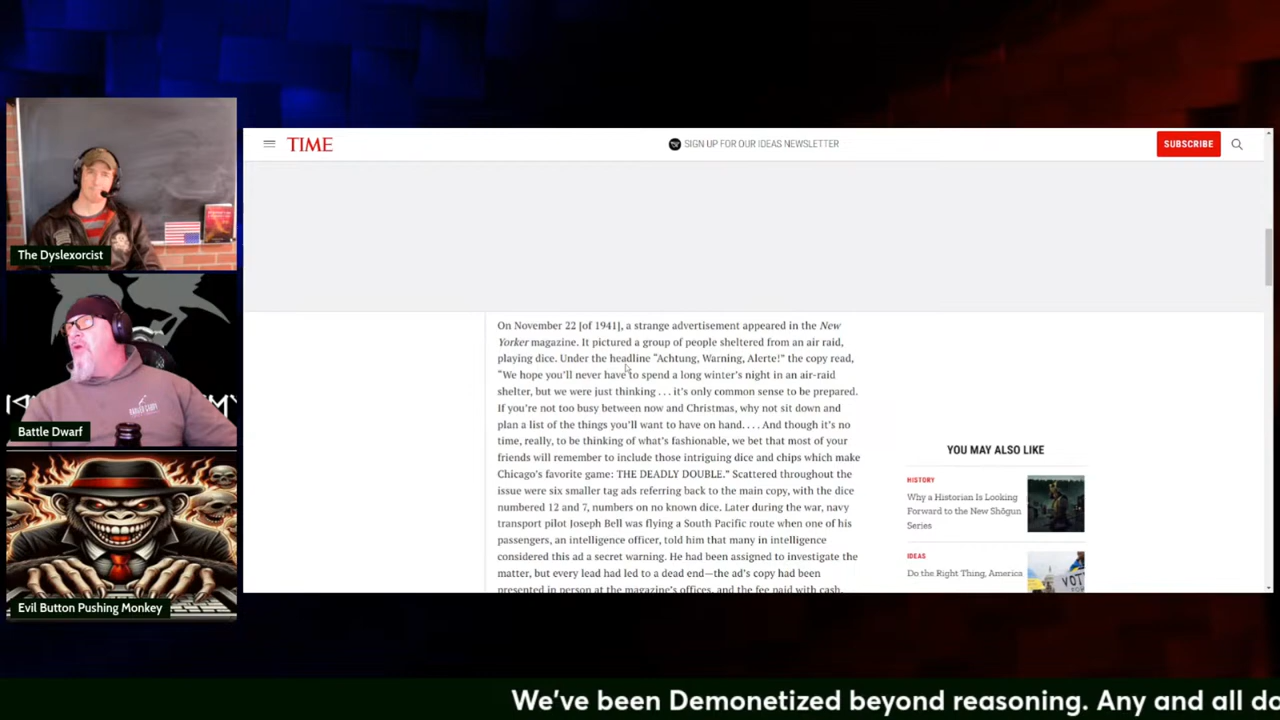 The Dyslexorcist
Battle Dwarf
Evil Button Pushing Monkey
TIME
SIGN UP FOR OUR IDEAS NEWSLETTER
SUBSCRIBE
On November 22 [of 1941], a strange advertisement appeared in the New
Yorker magazine. It pictured a group of people sheltered from an air raid,
playing dice. Under the headline “Achtung, Warning, Alerte!” the copy read,
“We hope you’ll never have to spend a long winter’s night in an air-raid
shelter, but we were just thinking . . . it’s only common sense to be prepared.
If you’re not too busy between now and Christmas, why not sit down and
plan a list of the things you’ll want to have on hand. . . . And though it’s no
time, really, to be thinking of what’s fashionable, we bet that most of your
friends will remember to include those intriguing dice and chips which make
Chicago’s favorite game: THE DEADLY DOUBLE.” Scattered throughout the
issue were six smaller tag ads referring back to the main copy, with the dice
numbered 12 and 7, numbers on no known dice. Later during the war, navy
transport pilot Joseph Bell was flying a South Pacific route when one of his
passengers, an intelligence officer, told him that many in intelligence
considered this ad a secret warning. He had been assigned to investigate the
matter, but every lead had led to a dead end—the ad’s copy had been
presented in person at the magazine’s offices, and the fee paid with cash.
YOU MAY ALSO LIKE
HISTORY
Why a Historian Is Looking
Forward to the New Shōgun
Series
IDEAS
Do the Right Thing, America
We’ve been Demonetized beyond reasoning. Any and all do